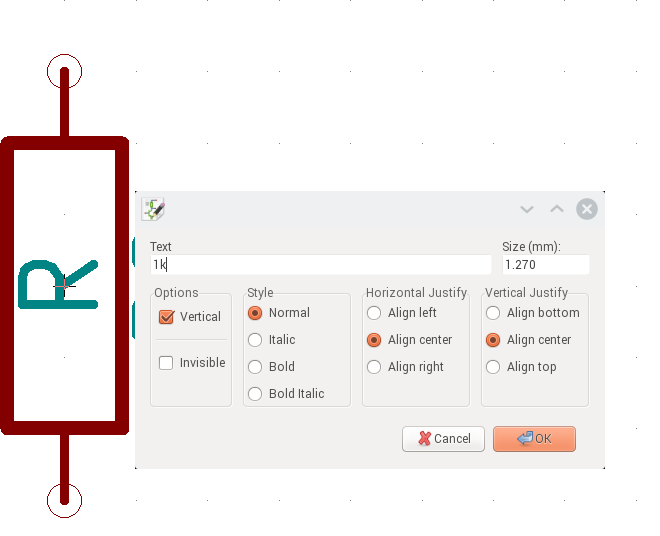 R
Text
Size (mm):
1k
1.270
Options
Style
Horizontal Justify
Vertical Justify
Vertical
Normal
Align left
Align bottom
Italic
Align center
Align center
Invisible
Bold
Align right
Align top
Bold Italic
Cancel
OK